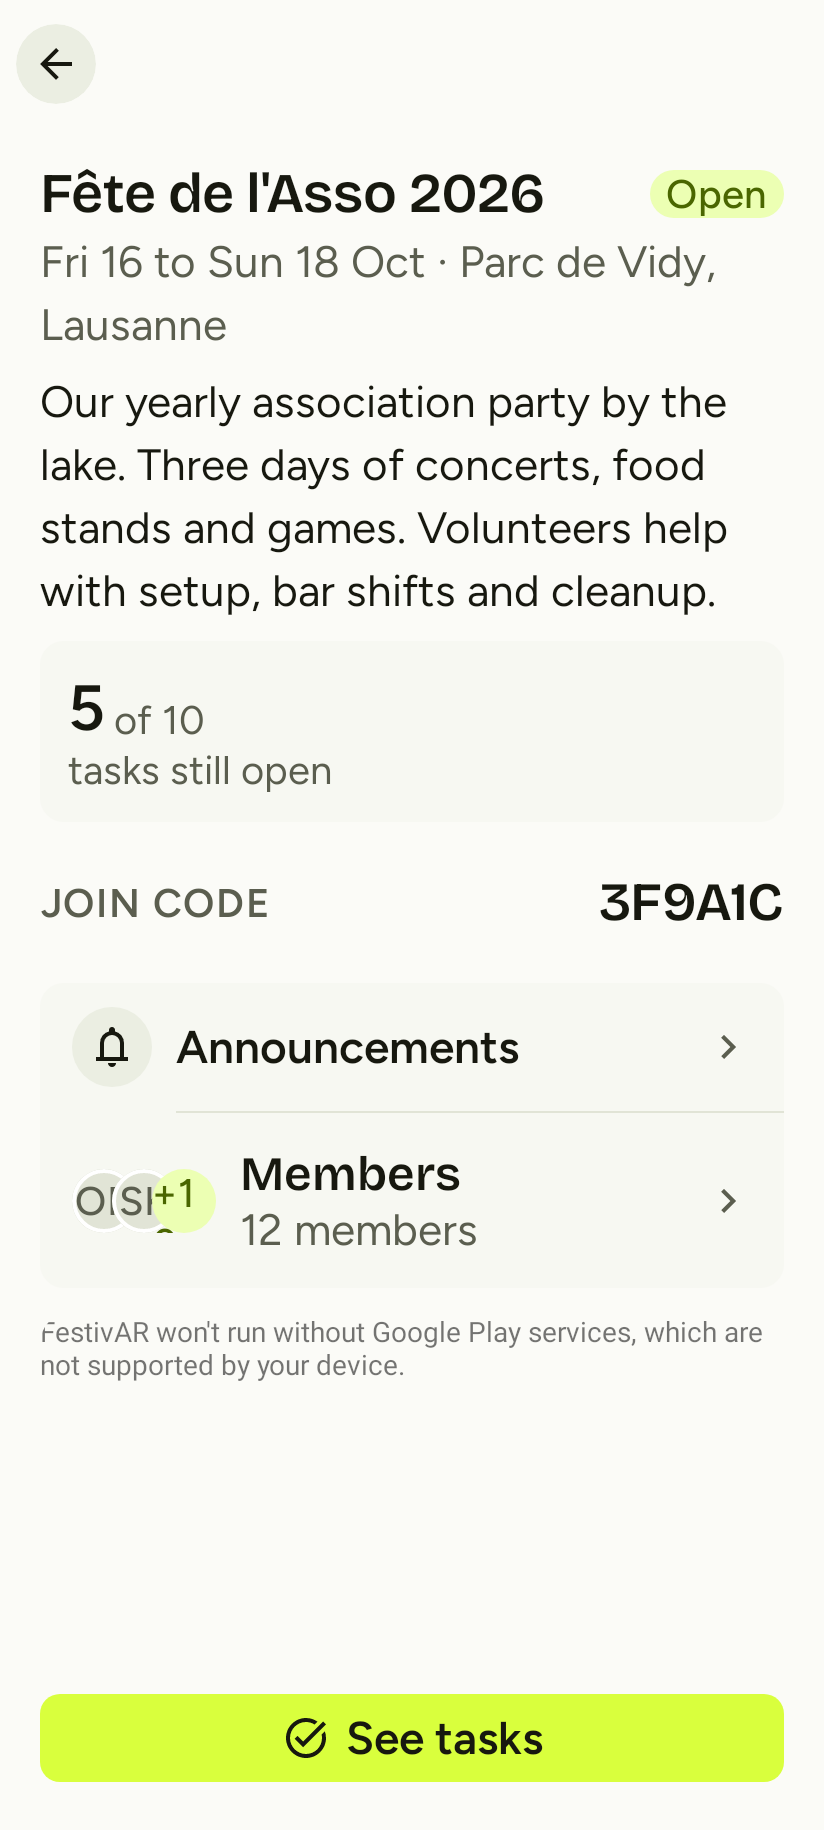 Fête de l'Asso 2026
Open
Fri 16 to Sun 18 Oct · Parc de Vidy,
Lausanne
Our yearly association party by the
lake. Three days of concerts, food
stands and games. Volunteers help
with setup, bar shifts and cleanup.
5 of 10
tasks still open
JOIN CODE
3F9A1C
Announcements
+1
Members
12 members
FestivAR won't run without Google Play services, which are
not supported by your device.
See tasks